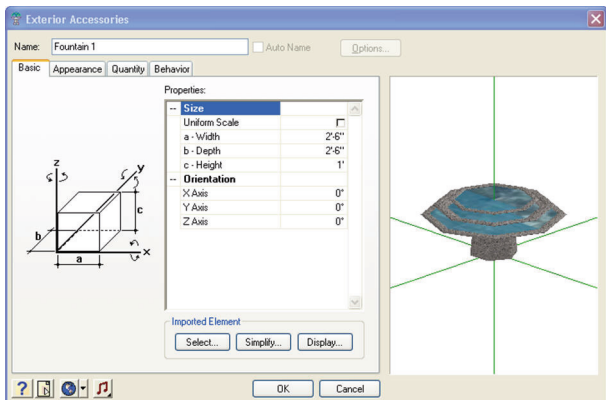 Exterior Accessories
Name: Fountain 1 Auto Name Options...
Basic Appearance Quantity Behavior
Properties:
-- Size
Uniform Scale
a - Width 2'-6"
b - Depth 2'-6"
c - Height 1'
-- Orientation
X Axis 0°
Y Axis 0°
Z Axis 0°
z
y
c
b
x
a
Imported Element
Select... Simplify... Display...
? OK Cancel